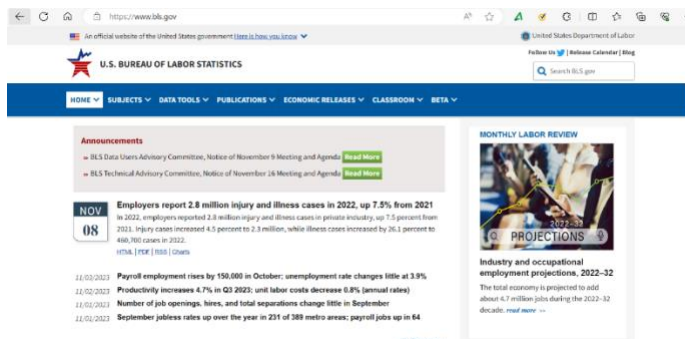 https://www.bls.gov
An official website of the United States government Here is how you know
United States Department of Labor
Follow Us | Release Calendar | Blog
U.S. BUREAU OF LABOR STATISTICS
Search BLS.gov
HOME SUBJECTS DATA TOOLS PUBLICATIONS ECONOMIC RELEASES CLASSROOM BETA
Announcements
BLS Data Users Advisory Committee, Notice of November 9 Meeting and Agenda Read More
BLS Technical Advisory Committee, Notice of November 16 Meeting and Agenda Read More
NOV
08
Employers report 2.8 million injury and illness cases in 2022, up 7.5% from 2021
In 2022, employers reported 2.8 million injury and illness cases in private industry, up 7.5 percent from
2021. Injury cases increased 4.5 percent to 2.3 million, while illness cases increased by 26.1 percent to
460,700 cases in 2022.
HTML | PDF | RSS | Charts
11/03/2023 Payroll employment rises by 150,000 in October; unemployment rate changes little at 3.9%
11/02/2023 Productivity increases 4.7% in Q3 2023; unit labor costs decrease 0.8% (annual rates)
11/01/2023 Number of job openings, hires, and total separations change little in September
11/01/2023 September jobless rates up over the year in 231 of 389 metro areas; payroll jobs up in 64
MONTHLY LABOR REVIEW
2022–32
PROJECTIONS
Industry and occupational
employment projections, 2022–32
The total economy is projected to add
about 4.7 million jobs during the 2022–32
decade. read more »